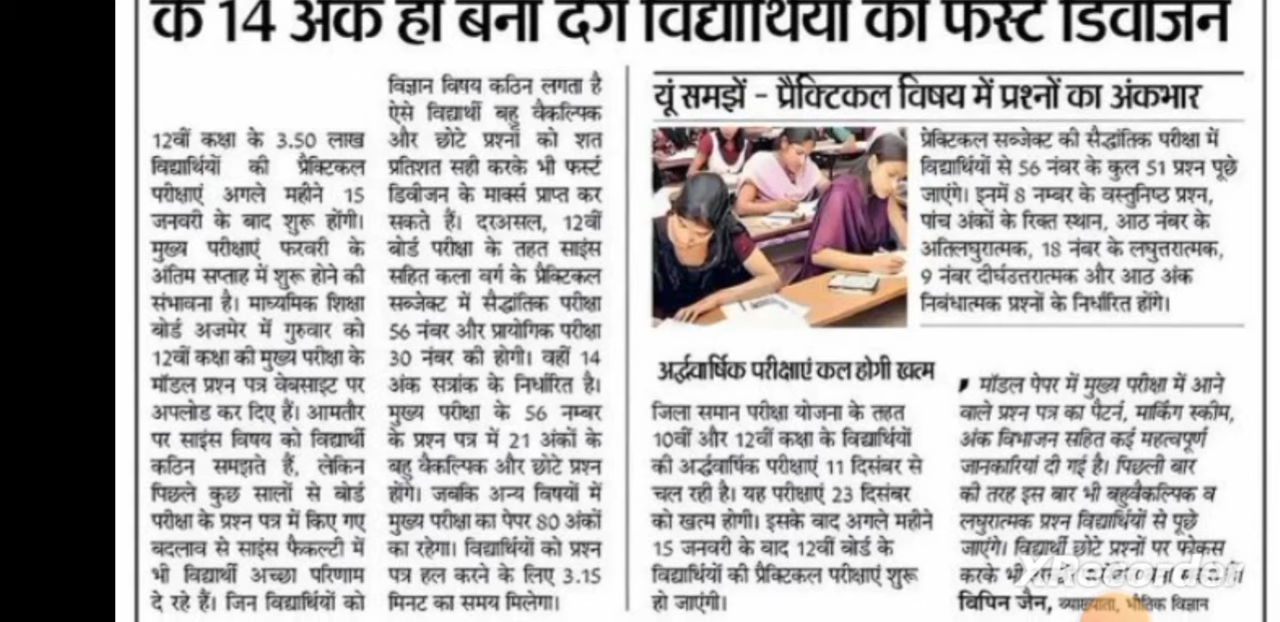 के 14 अंक ही बना देंगे विद्यार्थियों की फर्स्ट डिवीजन
12वीं कक्षा के 3.50 लाख
विद्यार्थियों की प्रैक्टिकल
परीक्षाएं अगले महीने 15
जनवरी के बाद शुरू होंगी।
मुख्य परीक्षाएं फरवरी के
अंतिम सप्ताह में शुरू होने की
संभावना है। माध्यमिक शिक्षा
बोर्ड अजमेर में गुरुवार को
12वीं कक्षा की मुख्य परीक्षा के
मॉडल प्रश्न पत्र वेबसाइट पर
अपलोड कर दिए हैं। आमतौर
पर साइंस विषय को विद्यार्थी
कठिन समझते हैं, लेकिन
पिछले कुछ सालों से बोर्ड
परीक्षा के प्रश्न पत्र में किए गए
बदलाव से साइंस फैकल्टी में
भी विद्यार्थी अच्छा परिणाम
दे रहे हैं। जिन विद्यार्थियों को
विज्ञान विषय कठिन लगता है
ऐसे विद्यार्थी बहु वैकल्पिक
और छोटे प्रश्नों को शत
प्रतिशत सही करके भी फर्स्ट
डिवीजन के मार्क्स प्राप्त कर
सकते हैं। दरअसल, 12वीं
बोर्ड परीक्षा के तहत साइंस
सहित कला वर्ग के प्रैक्टिकल
सब्जेक्ट में सैद्धांतिक परीक्षा
56 नंबर और प्रायोगिक परीक्षा
30 नंबर की होगी। वहीं 14
अंक सत्रांक के निर्धारित है।
मुख्य परीक्षा के 56 नम्बर
के प्रश्न पत्र में 21 अंकों के
बहु वैकल्पिक और छोटे प्रश्न
होंगे। जबकि अन्य विषयों में
मुख्य परीक्षा का पेपर 80 अंकों
का रहेगा। विद्यार्थियों को प्रश्न
पत्र हल करने के लिए 3.15
मिनट का समय मिलेगा।
यूं समझें - प्रैक्टिकल विषय में प्रश्नों का अंकभार
प्रेक्टिकल सब्जेक्ट की सैद्धांतिक परीक्षा में
विद्यार्थियों से 56 नंबर के कुल 51 प्रश्न पूछे
जाएंगे। इनमें 8 नम्बर के वस्तुनिष्ठ प्रश्न,
पांच अंकों के रिक्त स्थान, आठ नंबर के
अतिलघुरात्मक, 18 नंबर के लघुत्तरात्मक,
9 नंबर दीर्घउत्तरात्मक और आठ अंक
निबंधात्मक प्रश्नों के निर्धारित होंगे।
अर्द्धवार्षिक परीक्षाएं कल होगी खत्म
जिला समान परीक्षा योजना के तहत
10वीं और 12वीं कक्षा के विद्यार्थियों
की अर्द्धवार्षिक परीक्षाएं 11 दिसंबर से
चल रही है। यह परीक्षाएं 23 दिसंबर
को खत्म होगी। इसके बाद अगले महीने
15 जनवरी के बाद 12वीं बोर्ड के
विद्यार्थियों की प्रैक्टिकल परीक्षाएं शुरू
हो जाएंगी।
मॉडल पेपर में मुख्य परीक्षा में आने
वाले प्रश्न पत्र का पैटर्न, मार्किंग स्कीम,
अंक विभाजन सहित कई महत्वपूर्ण
जानकारियां दी गई है। पिछली बार
की तरह इस बार भी बहुवैकल्पिक व
लघुरात्मक प्रश्न विद्यार्थियों से पूछे
जाएंगे। विद्यार्थी छोटे प्रश्नों पर फोकस
करके भी
विपिन जैन, व्याख्याता, भौतिक विज्ञान
XRecorder